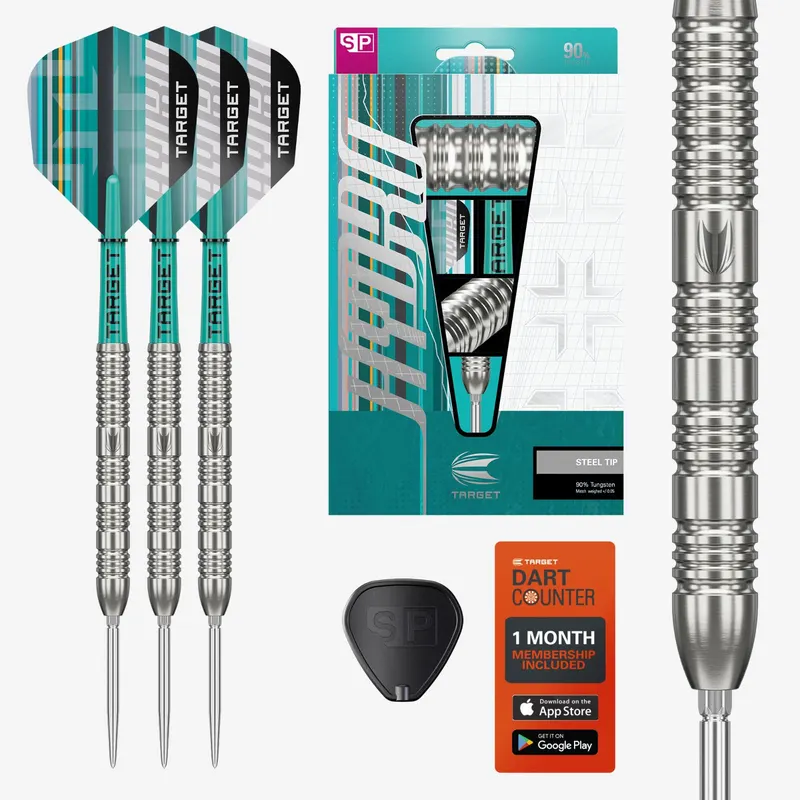 TARGET
TARGET
TARGET
TARGET
TARGET
TARGET
SP
90%
HYDRO
TARGET
TARGET
TARGET
STEEL TIP
90% Tungsten
SP
TARGET
DART
COUNTER
1 MONTH
MEMBERSHIP
INCLUDED
Download on the
App Store
GET IT ON
Google Play